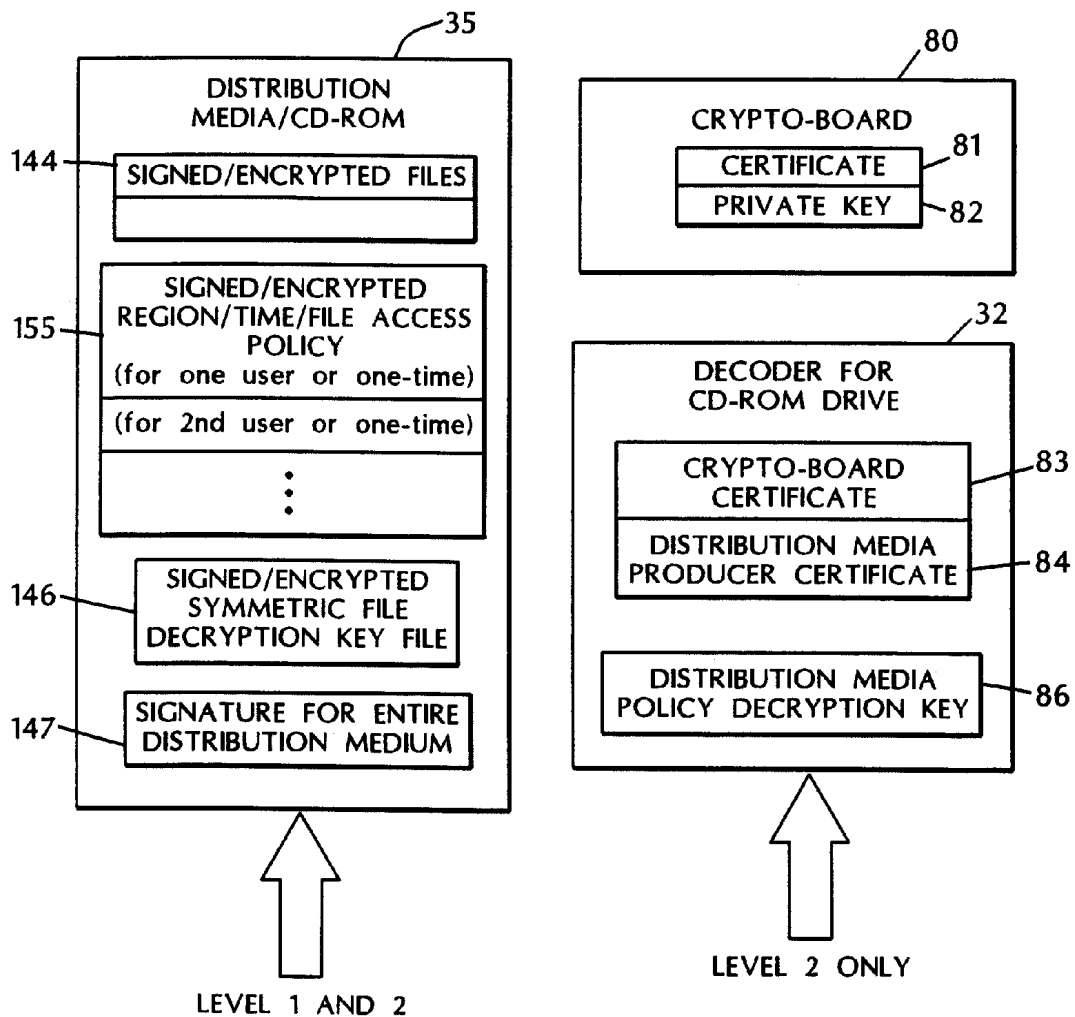 35
DISTRIBUTION
MEDIA/CD-ROM
144
SIGNED/ENCRYPTED FILES
155
SIGNED/ENCRYPTED
REGION/TIME/FILE ACCESS
POLICY
(for one user or one-time)
(for 2nd user or one-time)
146
SIGNED/ENCRYPTED
SYMMETRIC FILE
DECRYPTION KEY FILE
147
SIGNATURE FOR ENTIRE
DISTRIBUTION MEDIUM
LEVEL 1 AND 2
80
CRYPTO-BOARD
81
CERTIFICATE
PRIVATE KEY
82
32
DECODER FOR
CD-ROM DRIVE
CRYPTO-BOARD
CERTIFICATE
83
DISTRIBUTION MEDIA
PRODUCER CERTIFICATE
84
DISTRIBUTION MEDIA
POLICY DECRYPTION KEY
86
LEVEL 2 ONLY